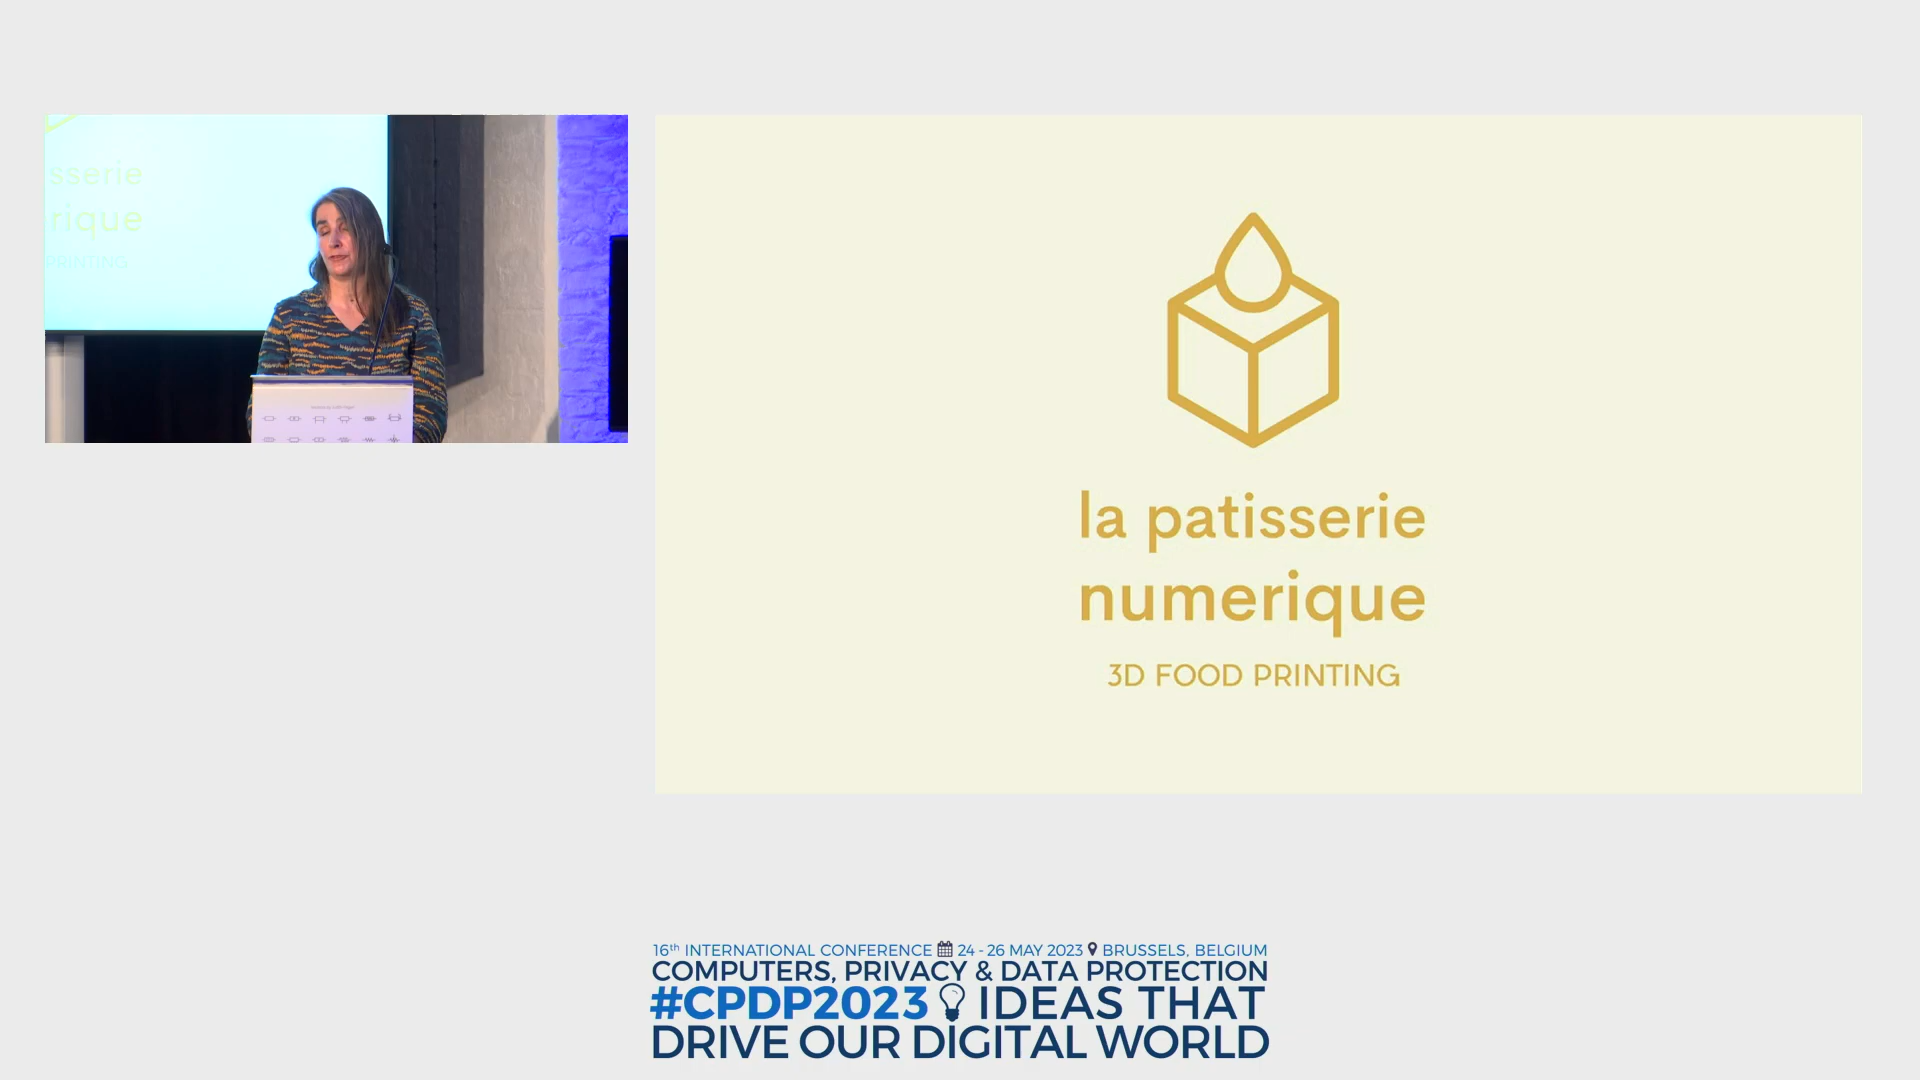 sserie
rique
PRINTING
la patisserie
numerique
3D FOOD PRINTING
16th INTERNATIONAL CONFERENCE 24 - 26 MAY 2023 BRUSSELS, BELGIUM
COMPUTERS, PRIVACY & DATA PROTECTION
#CPDP2023 IDEAS THAT
DRIVE OUR DIGITAL WORLD